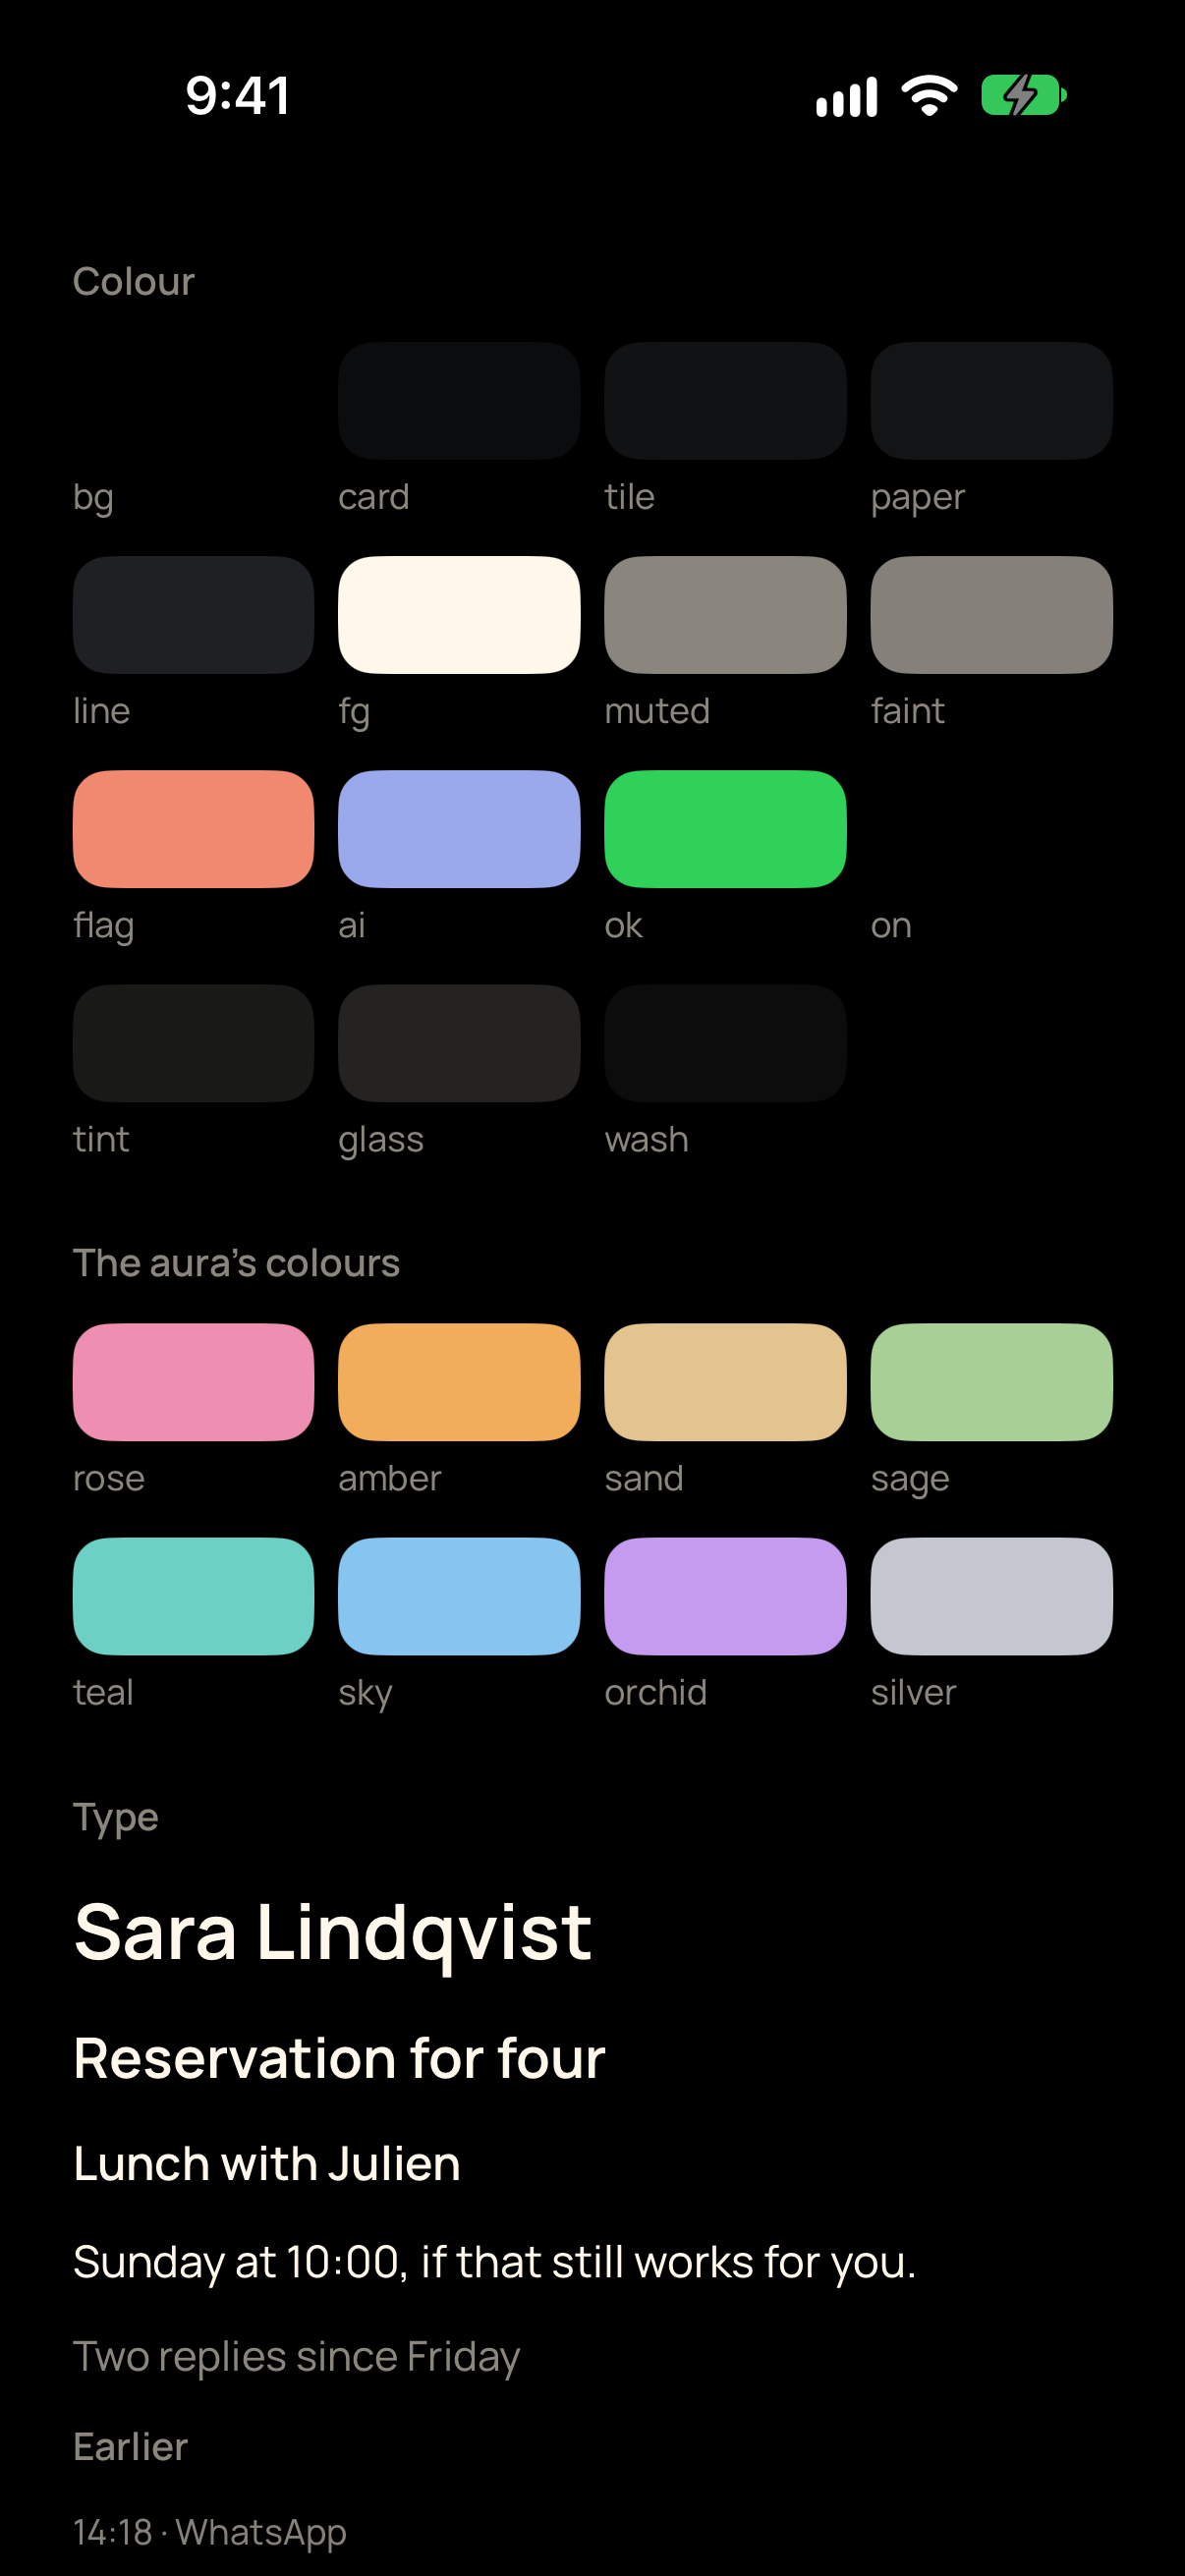 9:41
Colour
bg card tile paper
line fg muted faint
flag ai ok on
tint glass wash
The aura’s colours
rose amber sand sage
teal sky orchid silver
Type
Sara Lindqvist
Reservation for four
Lunch with Julien
Sunday at 10:00, if that still works for you.
Two replies since Friday
Earlier
14:18 · WhatsApp